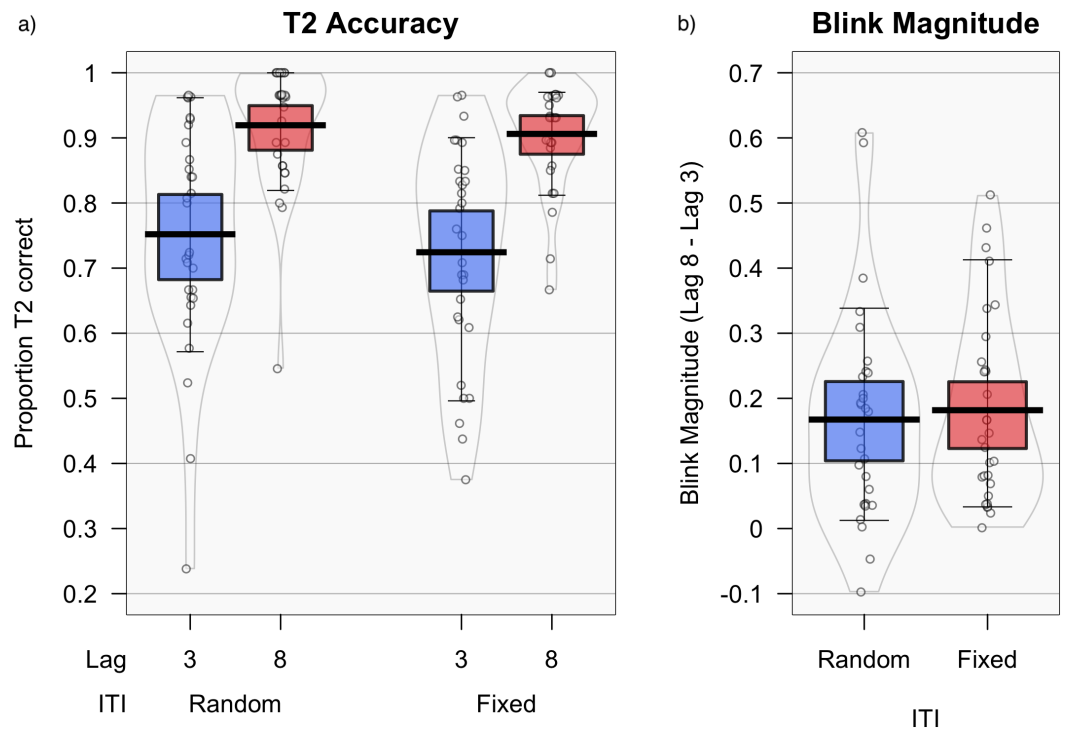 a)
T2 Accuracy
Proportion T2 correct
1
0.9
0.8
0.7
0.6
0.5
0.4
0.3
0.2
Lag 3 8 3 8
ITI Random Fixed
b)
Blink Magnitude
Blink Magnitude (Lag 8 - Lag 3)
0.7
0.6
0.5
0.4
0.3
0.2
0.1
0
-0.1
Random Fixed
ITI